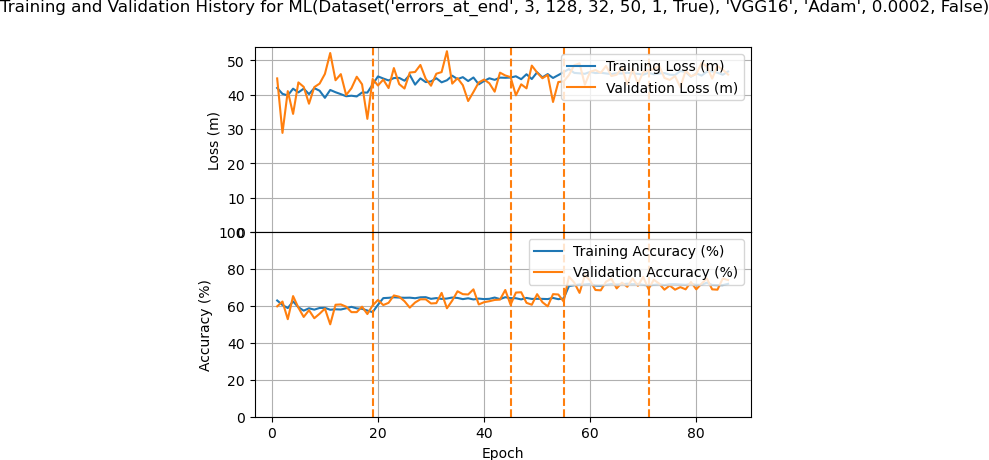 Training and Validation History for ML(Dataset('errors_at_end', 3, 128, 32, 50, 1, True), 'VGG16', 'Adam', 0.0002, False)
50
40
30
20
10
0
Loss (m)
Training Loss (m)
Validation Loss (m)
100
80
60
40
20
0
Accuracy (%)
Training Accuracy (%)
Validation Accuracy (%)
0 20 40 60 80
Epoch